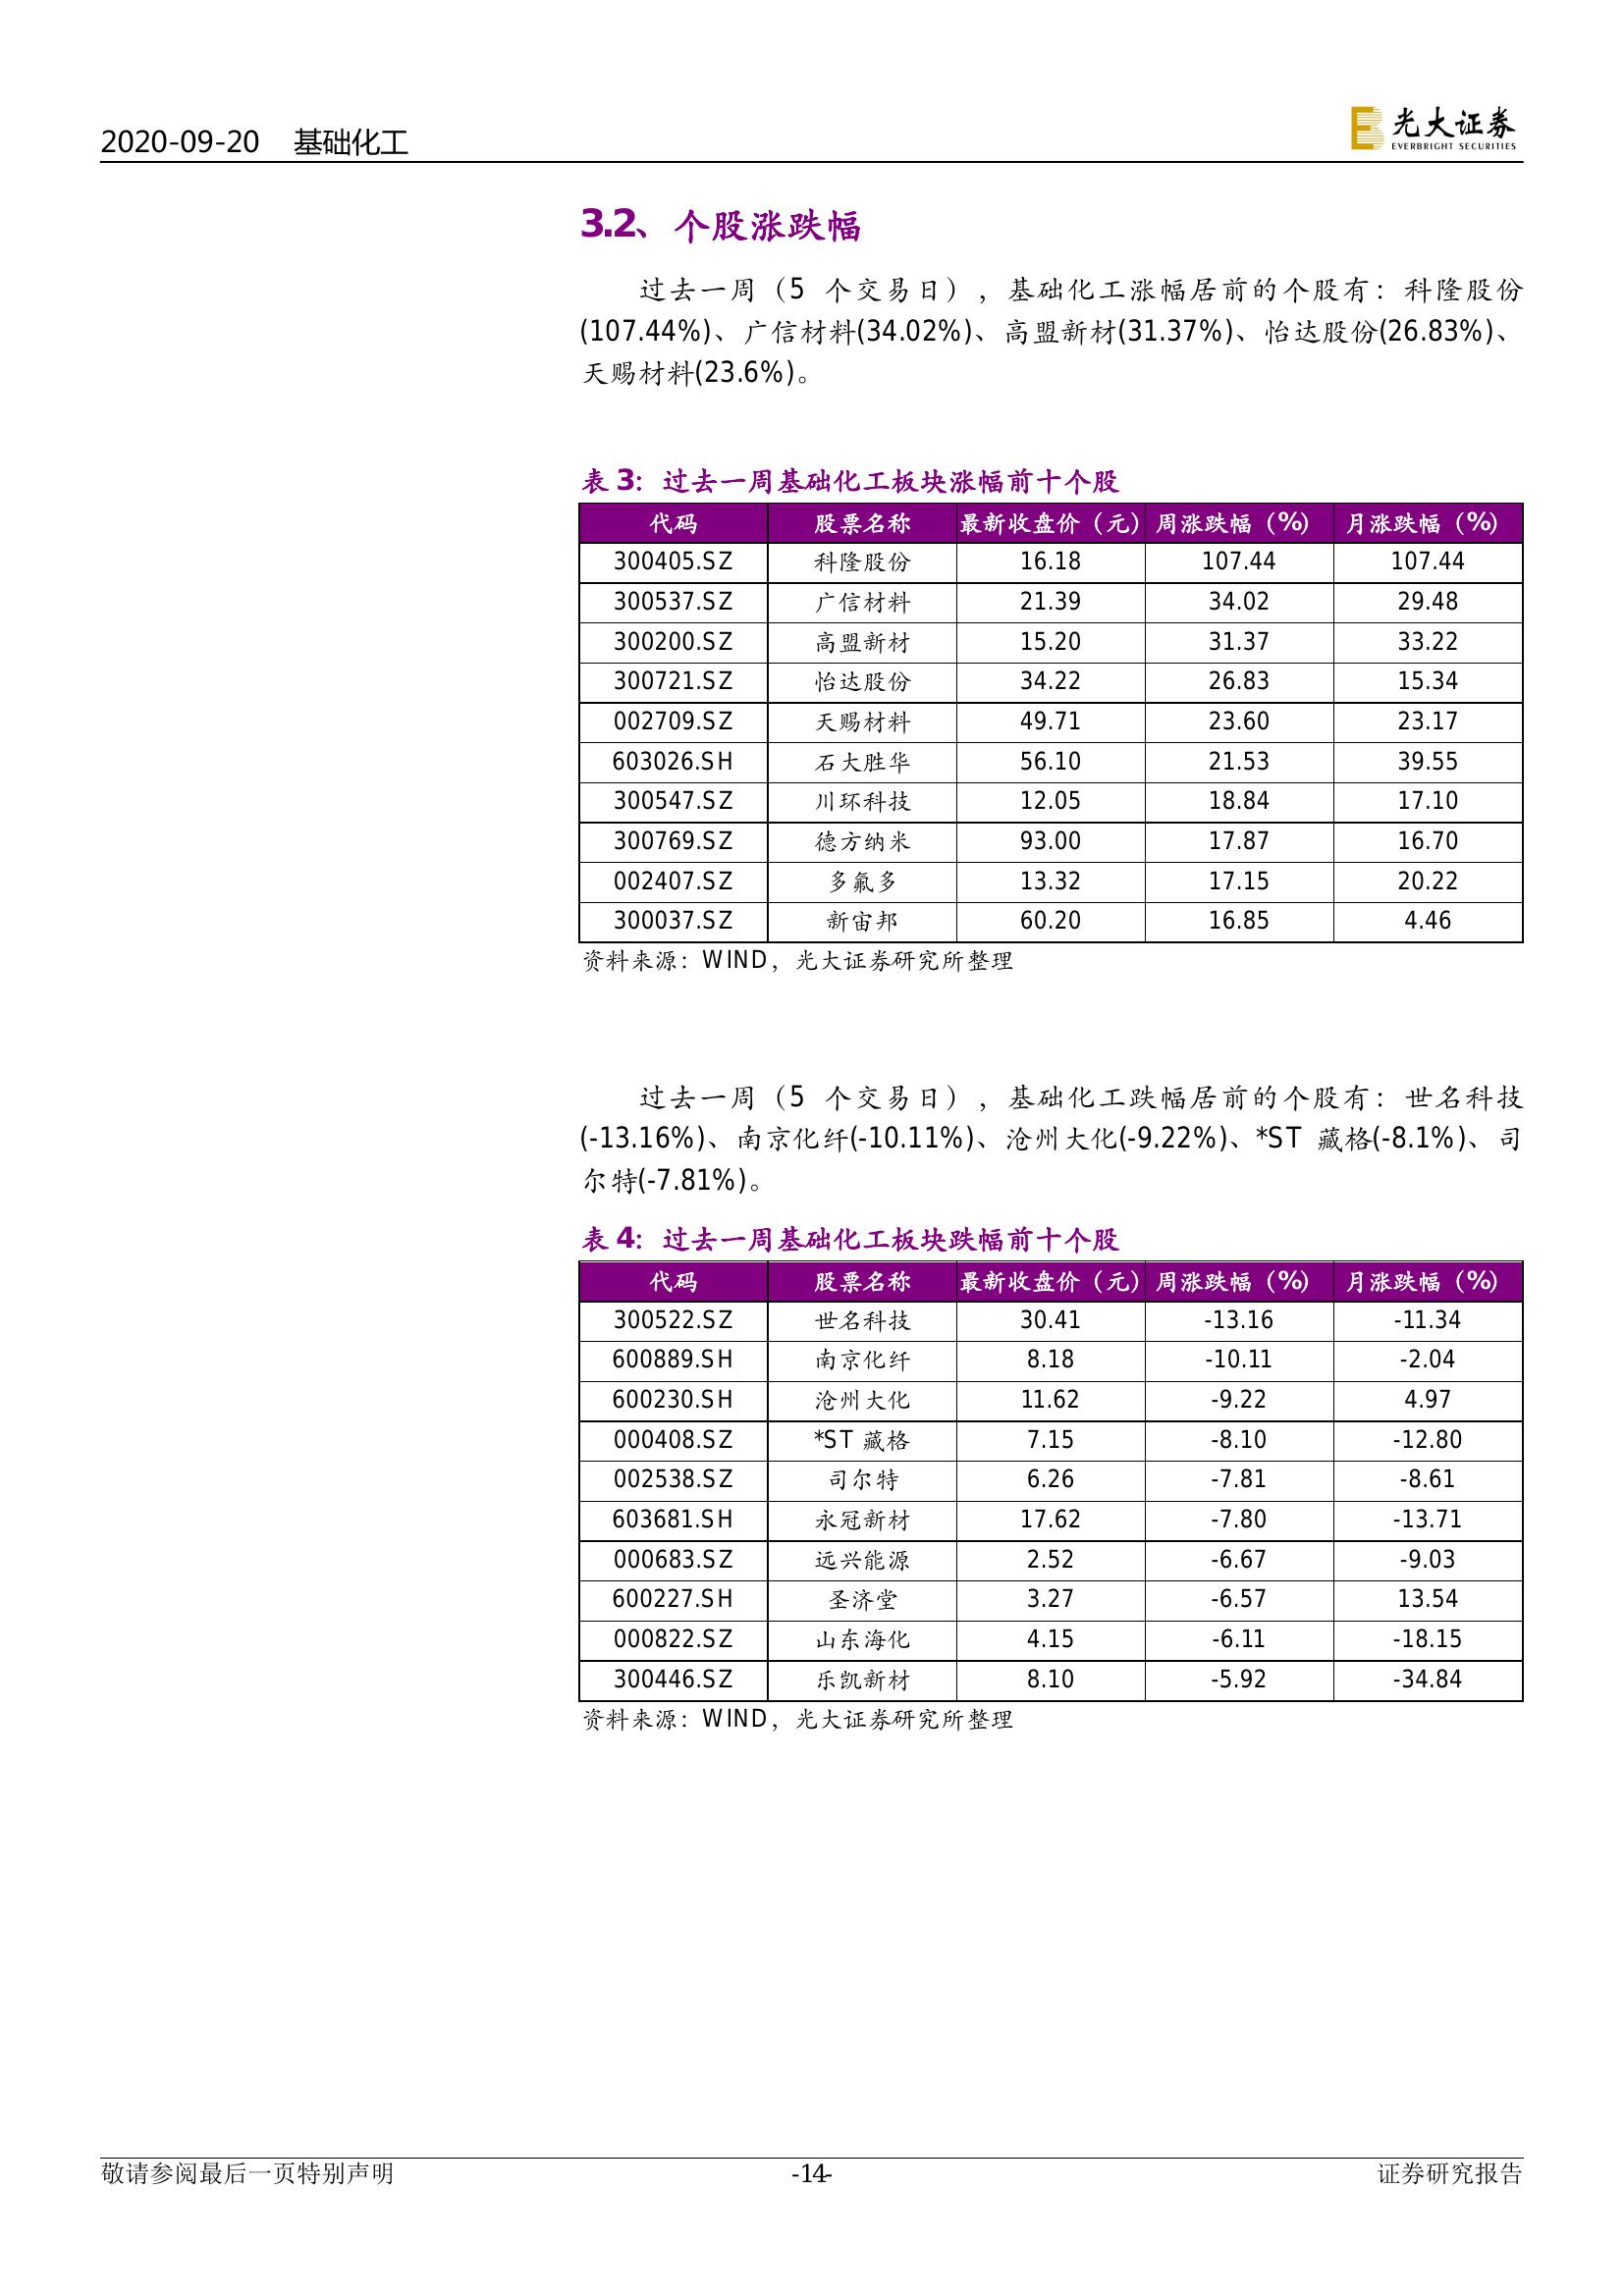 2020-09-20 基础化工
光大证券
EVERBRIGHT SECURITIES
3.2、个股涨跌幅
过去一周（5 个交易日），基础化工涨幅居前的个股有：科隆股份
(107.44%)、广信材料(34.02%)、高盟新材(31.37%)、怡达股份(26.83%)、
天赐材料(23.6%)。
表 3：过去一周基础化工板块涨幅前十个股
代码 股票名称 最新收盘价（元） 周涨跌幅（%） 月涨跌幅（%）
300405.SZ 科隆股份 16.18 107.44 107.44
300537.SZ 广信材料 21.39 34.02 29.48
300200.SZ 高盟新材 15.20 31.37 33.22
300721.SZ 怡达股份 34.22 26.83 15.34
002709.SZ 天赐材料 49.71 23.60 23.17
603026.SH 石大胜华 56.10 21.53 39.55
300547.SZ 川环科技 12.05 18.84 17.10
300769.SZ 德方纳米 93.00 17.87 16.70
002407.SZ 多氟多 13.32 17.15 20.22
300037.SZ 新宙邦 60.20 16.85 4.46
资料来源：WIND，光大证券研究所整理
过去一周（5 个交易日），基础化工跌幅居前的个股有：世名科技
(-13.16%)、南京化纤(-10.11%)、沧州大化(-9.22%)、*ST 藏格(-8.1%)、司
尔特(-7.81%)。
表 4：过去一周基础化工板块跌幅前十个股
代码 股票名称 最新收盘价（元） 周涨跌幅（%） 月涨跌幅（%）
300522.SZ 世名科技 30.41 -13.16 -11.34
600889.SH 南京化纤 8.18 -10.11 -2.04
600230.SH 沧州大化 11.62 -9.22 4.97
000408.SZ *ST 藏格 7.15 -8.10 -12.80
002538.SZ 司尔特 6.26 -7.81 -8.61
603681.SH 永冠新材 17.62 -7.80 -13.71
000683.SZ 远兴能源 2.52 -6.67 -9.03
600227.SH 圣济堂 3.27 -6.57 13.54
000822.SZ 山东海化 4.15 -6.11 -18.15
300446.SZ 乐凯新材 8.10 -5.92 -34.84
资料来源：WIND，光大证券研究所整理
敬请参阅最后一页特别声明 -14- 证券研究报告